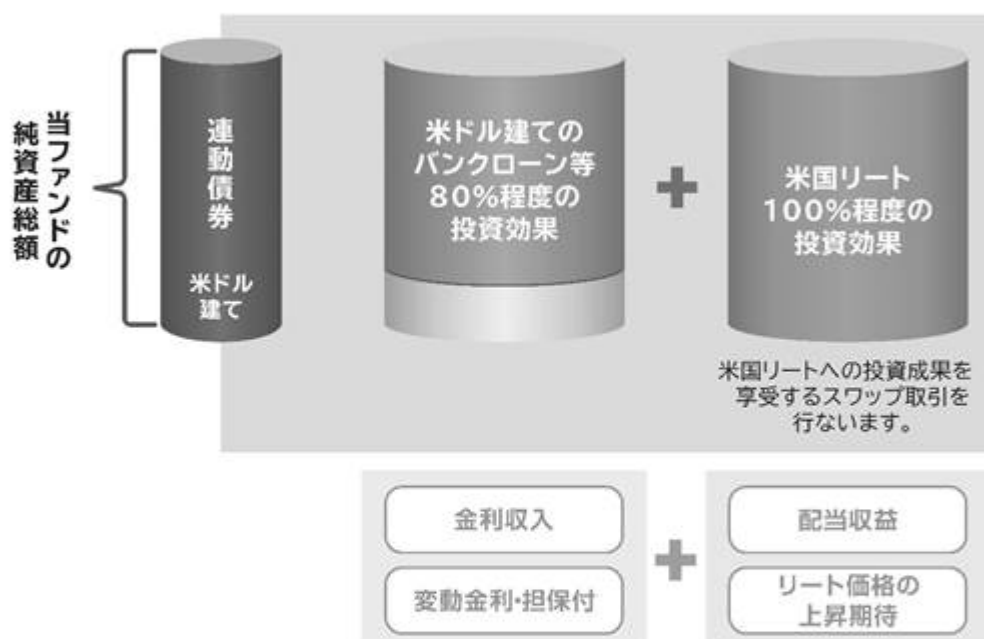 当ファンドの
純資産総額
連動債券
米ドル
建て
米ドル建ての
バンクローン等
80%程度の
投資効果
+
米国リート
100%程度の
投資効果
米国リートへの投資成果を
享受するスワップ取引を
行ないます。
金利収入
変動金利・担保付
+
配当収益
リート価格の
上昇期待